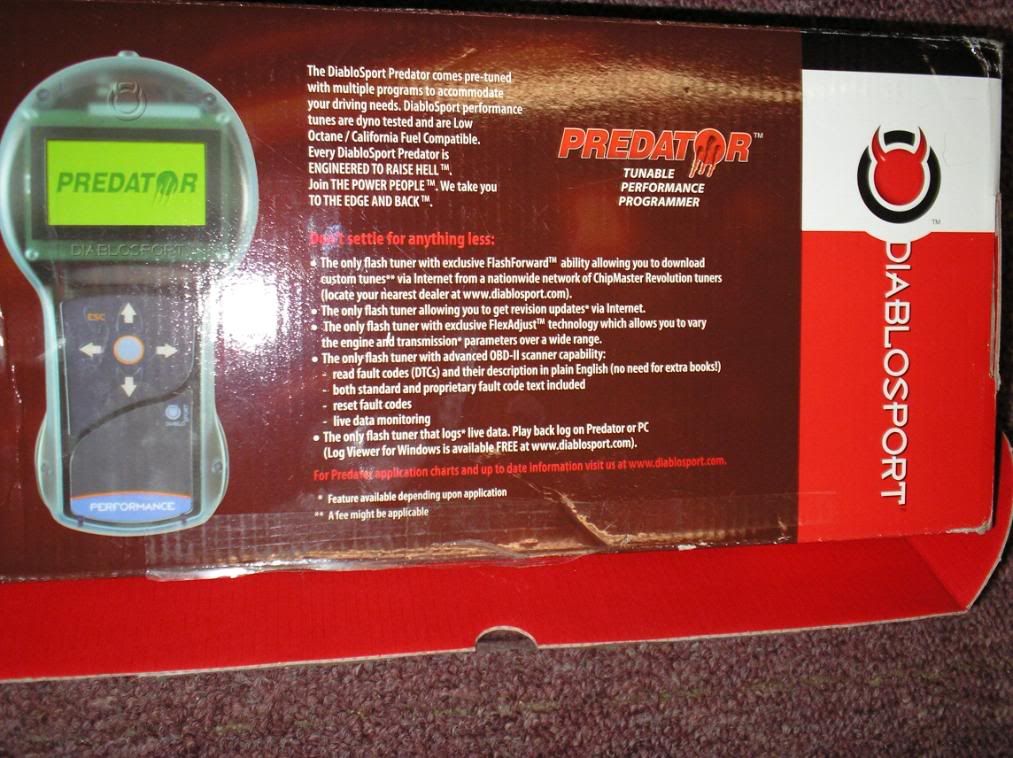 The DiabloSport Predator comes pre-tuned
with multiple programs to accommodate
your driving needs. DiabloSport performance
tunes are dyno tested and are Low
Octane / California Fuel Compatible.
Every DiabloSport Predator is
ENGINEERED TO RAISE HELL™.
Join THE POWER PEOPLE™. We take you
TO THE EDGE AND BACK™.
Don't settle for anything less:
• The only flash tuner with exclusive FlashForward™ ability allowing you to download
custom tunes** via Internet from a nationwide network of ChipMaster Revolution tuners
(locate your nearest dealer at www.diablosport.com).
• The only flash tuner allowing you to get revision updates* via Internet.
• The only flash tuner with exclusive FlexAdjust™ technology which allows you to vary
the engine and transmission* parameters over a wide range.
• The only flash tuner with advanced OBD-II scanner capability:
- read fault codes (DTCs) and their description in plain English (no need for extra books!)
- both standard and proprietary fault code text included
- reset fault codes
- live data monitoring
• The only flash tuner that logs* live data. Play back log on Predator or PC
(Log Viewer for Windows is available FREE at www.diablosport.com).
For Predator application charts and up to date information visit us at www.diablosport.com.
* Feature available depending upon application
** A fee might be applicable
PREDATOR™
TUNABLE
PERFORMANCE
PROGRAMMER
PREDATOR
DIABLOSPORT
ESC
DIABLO
SPORT
PERFORMANCE
TM
DIABLOSPORT